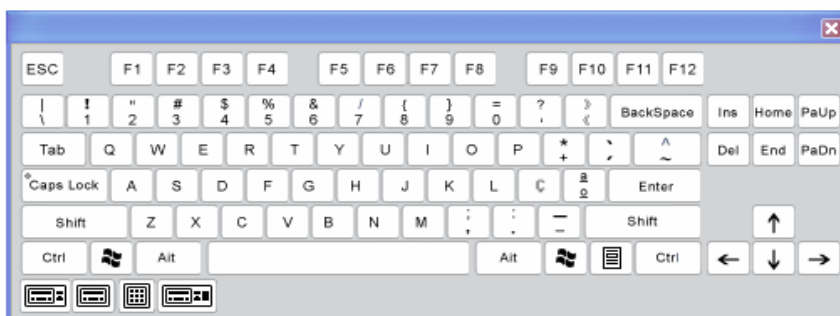 ESC F1 F2 F3 F4 F5 F6 F7 F8 F9 F10 F11 F12
| \ ! 1 " 2 # 3 $ 4 % 5 & 6 / 7 { 8 } 9 = 0 ? ' » « BackSpace Ins Home PaUp
Tab Q W E R T Y U I O P * + ` ´ ^ ~ Del End PaDn
Caps Lock A S D F G H J K L Ç ª º Enter
Shift Z X C V B N M ; , : . _ – Shift
Ctrl Ait Ait Ctrl